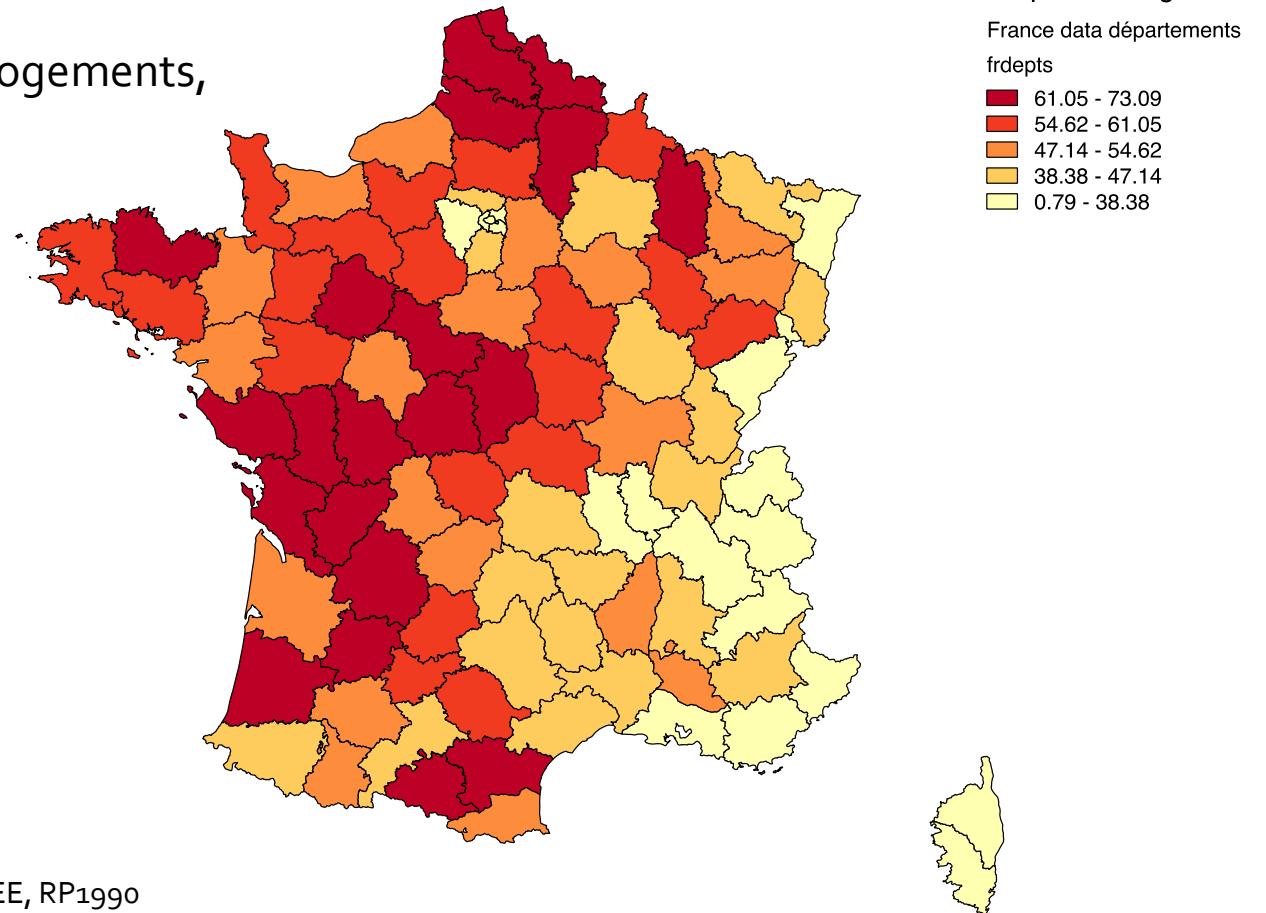 ogements,
France data départements
frdepts
61.05 - 73.09
54.62 - 61.05
47.14 - 54.62
38.38 - 47.14
0.79 - 38.38
EE, RP1990